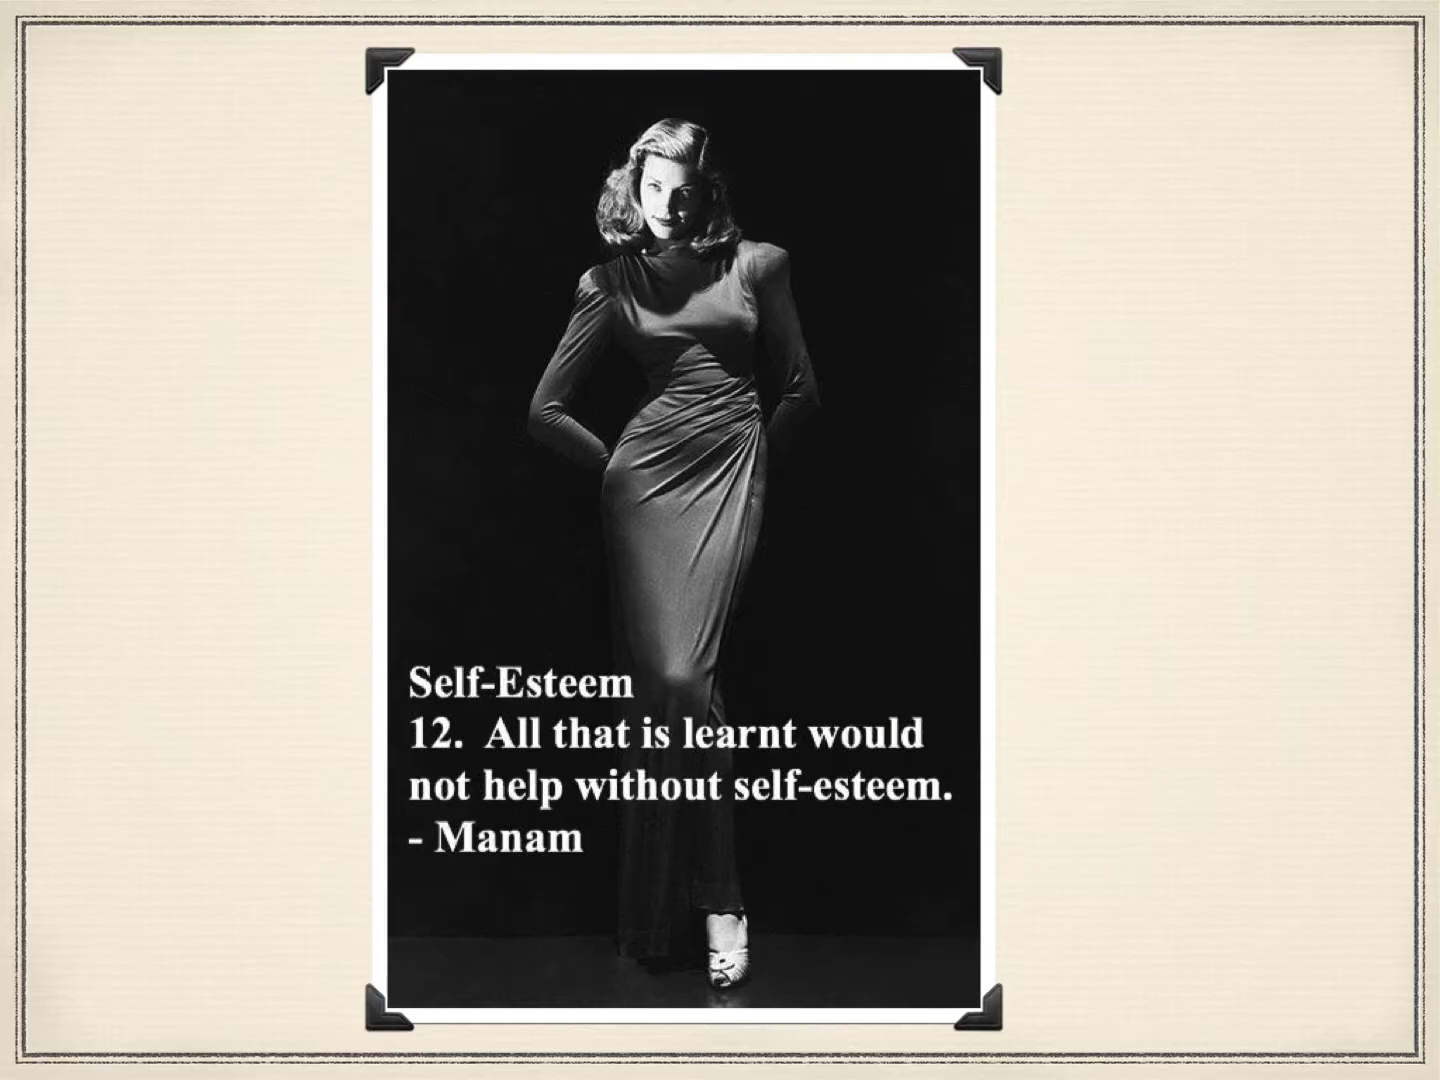 Self-Esteem
12.  All that is learnt would
not help without self-esteem.
- Manam